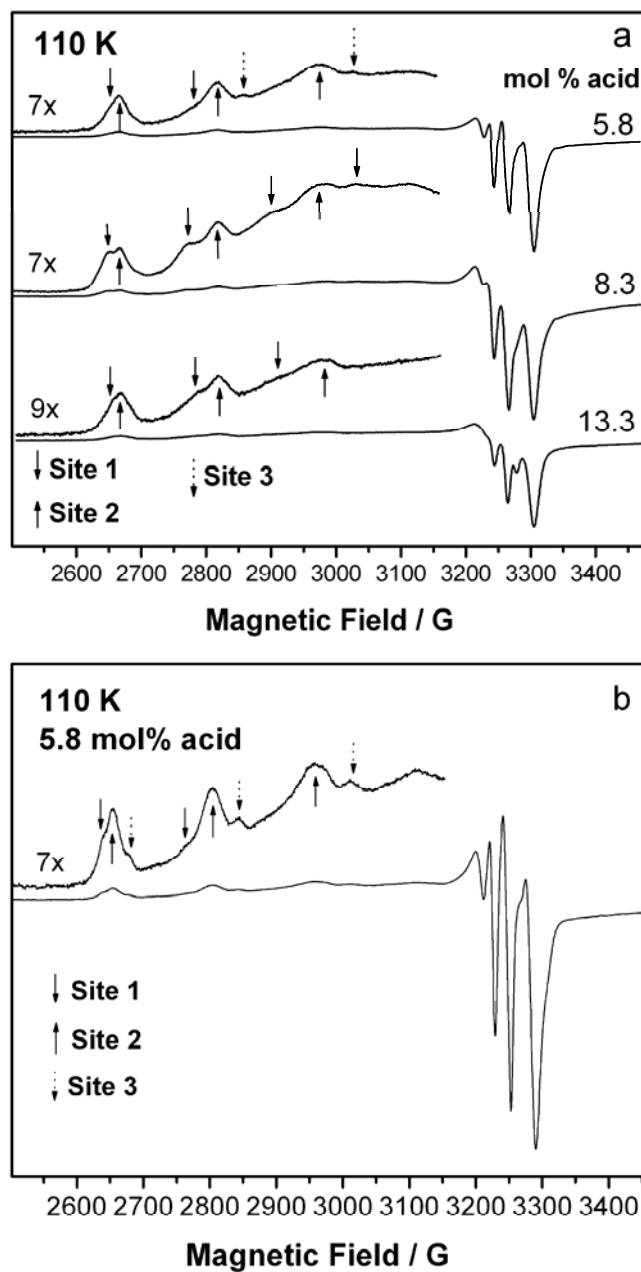 110 K
a
mol % acid
7x
5.8
7x
8.3
9x
13.3
Site 1
Site 3
Site 2
2600 2700 2800 2900 3000 3100 3200 3300 3400
Magnetic Field / G
110 K
b
5.8 mol% acid
7x
Site 1
Site 2
Site 3
2600 2700 2800 2900 3000 3100 3200 3300 3400
Magnetic Field / G